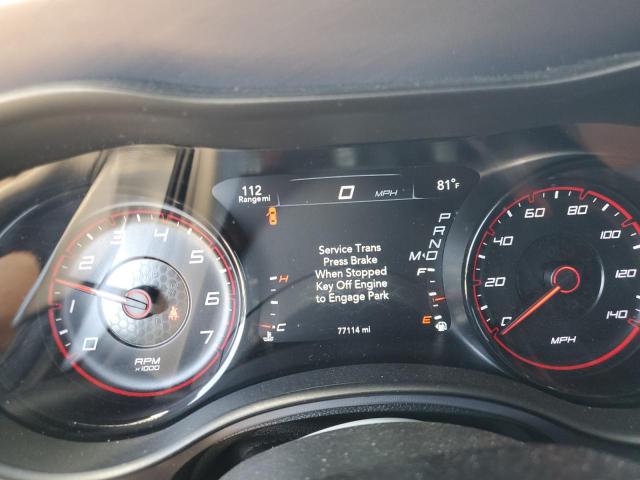 112
Range mi
0 MPH
81°F
Service Trans
Press Brake
When Stopped
Key Off Engine
to Engage Park
77114 mi
H
C
P
R
N
D
M
F
E
0
1
2
3
4
5
6
7
RPM
x1000
20
60
80
100
120
140
MPH